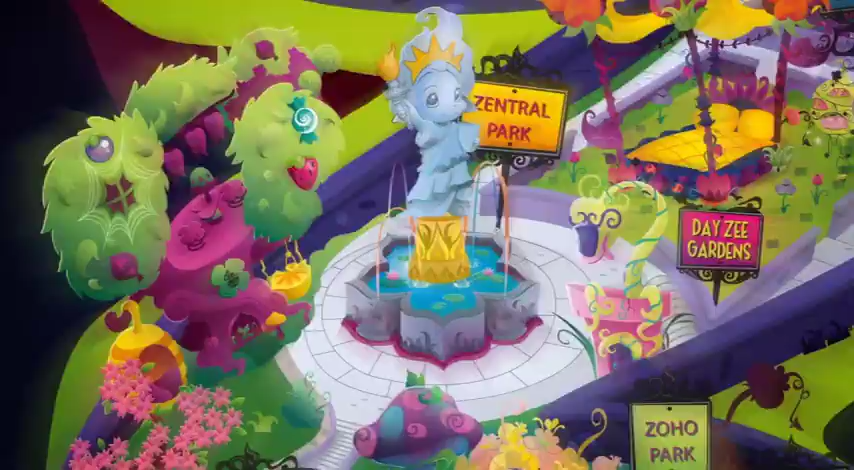 ZENTRAL
PARK
DAY ZEE
GARDENS
ZOHO
PARK